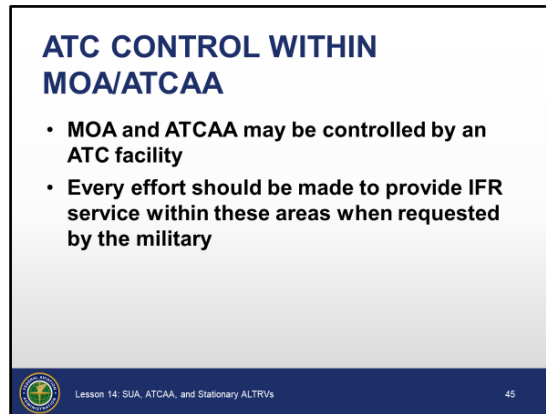 ATC CONTROL WITHIN
MOA/ATCAA
• MOA and ATCAA may be controlled by an
ATC facility
• Every effort should be made to provide IFR
service within these areas when requested
by the military
Lesson 14: SUA, ATCAA, and Stationary ALTRVs
45